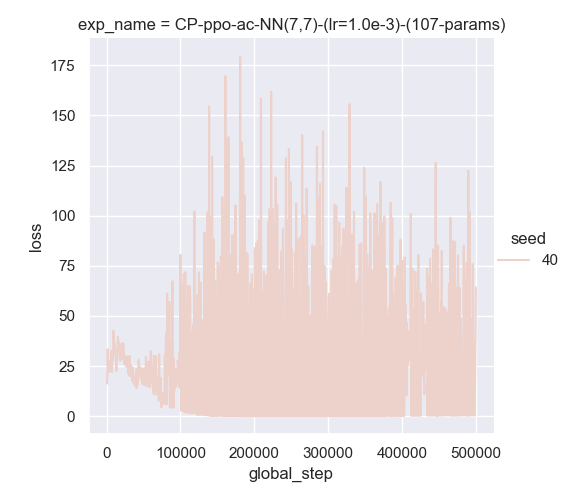 exp_name = CP-ppo-ac-NN(7,7)-(lr=1.0e-3)-(107-params)
175
150
125
100
75
50
25
0
loss
0 100000 200000 300000 400000 500000
global_step
seed
40